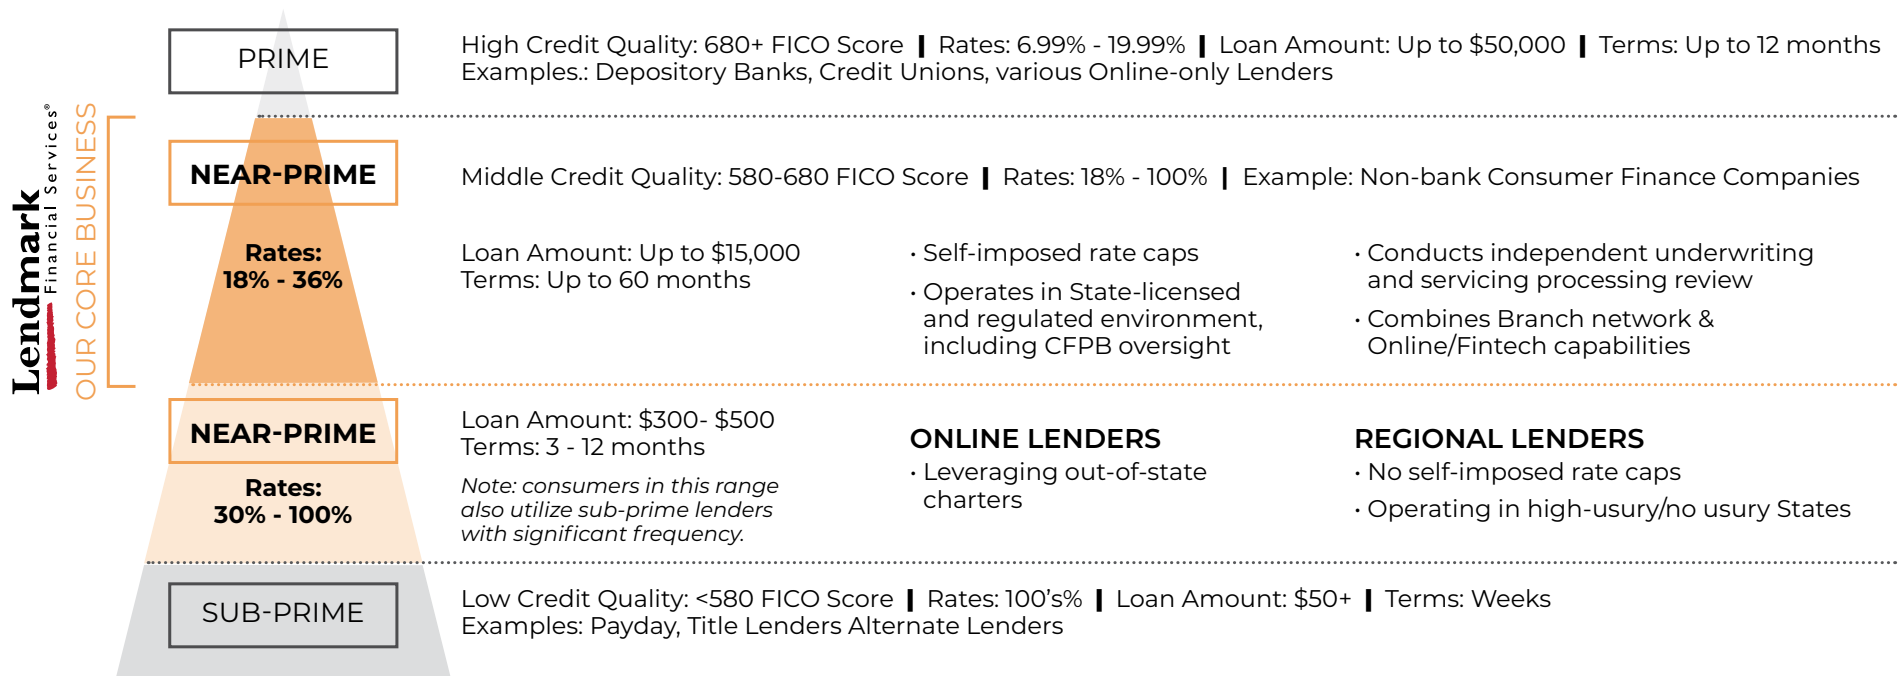 Lendmark
Financial Services®
OUR CORE BUSINESS
PRIME
High Credit Quality: 680+ FICO Score | Rates: 6.99% - 19.99% | Loan Amount: Up to $50,000 | Terms: Up to 12 months
Examples.: Depository Banks, Credit Unions, various Online-only Lenders
NEAR-PRIME
Middle Credit Quality: 580-680 FICO Score | Rates: 18% - 100% | Example: Non-bank Consumer Finance Companies
Rates:
18% - 36%
Loan Amount: Up to $15,000
Terms: Up to 60 months
· Self-imposed rate caps
· Operates in State-licensed
and regulated environment,
including CFPB oversight
· Conducts independent underwriting
and servicing processing review
· Combines Branch network &
Online/Fintech capabilities
NEAR-PRIME
Rates:
30% - 100%
Loan Amount: $300- $500
Terms: 3 - 12 months
Note: consumers in this range
also utilize sub-prime lenders
with significant frequency.
ONLINE LENDERS
· Leveraging out-of-state
charters
REGIONAL LENDERS
· No self-imposed rate caps
· Operating in high-usury/no usury States
SUB-PRIME
Low Credit Quality: <580 FICO Score | Rates: 100's% | Loan Amount: $50+ | Terms: Weeks
Examples: Payday, Title Lenders Alternate Lenders